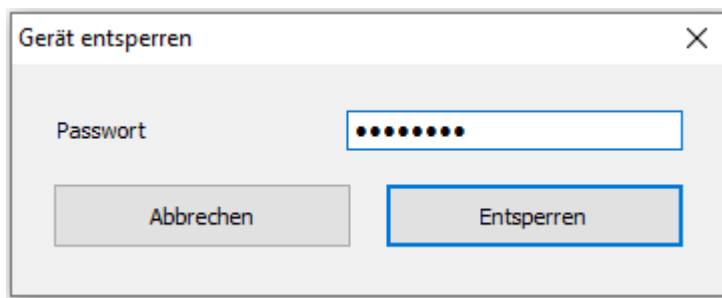 Gerät entsperren
Passwort ●●●●●●●●
Abbrechen Entsperren